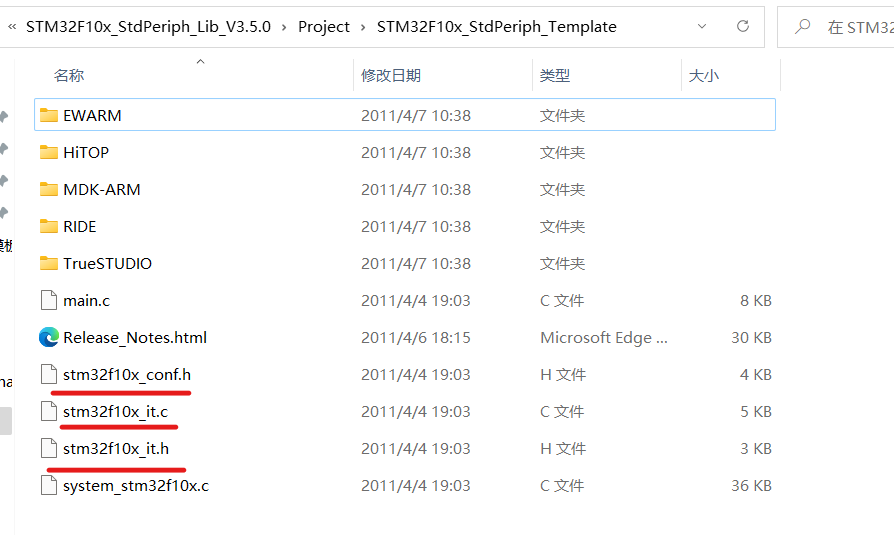 « STM32F10x_StdPeriph_Lib_V3.5.0 › Project › STM32F10x_StdPeriph_Template 在 STM32
名称 修改日期 类型 大小
EWARM 2011/4/7 10:38 文件夹
HiTOP 2011/4/7 10:38 文件夹
MDK-ARM 2011/4/7 10:38 文件夹
RIDE 2011/4/7 10:38 文件夹
TrueSTUDIO 2011/4/7 10:38 文件夹
main.c 2011/4/4 19:03 C 文件 8 KB
Release_Notes.html 2011/4/6 18:15 Microsoft Edge ... 30 KB
stm32f10x_conf.h 2011/4/4 19:03 H 文件 4 KB
stm32f10x_it.c 2011/4/4 19:03 C 文件 5 KB
stm32f10x_it.h 2011/4/4 19:03 H 文件 3 KB
system_stm32f10x.c 2011/4/4 19:03 C 文件 36 KB